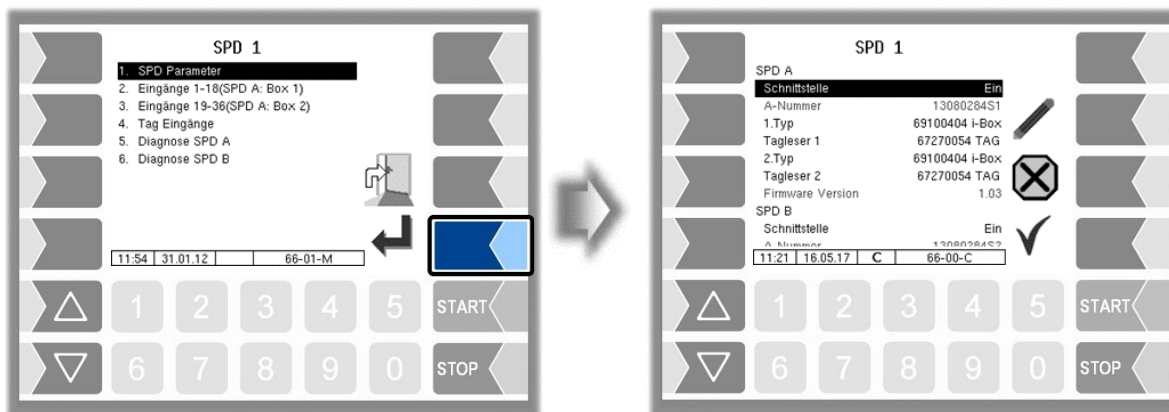 SPD 1
1. SPD Parameter
2. Eingänge 1-18(SPD A: Box 1)
3. Eingänge 19-36(SPD A: Box 2)
4. Tag Eingänge
5. Diagnose SPD A
6. Diagnose SPD B
11:54 31.01.12 66-01-M
1 2 3 4 5 START
6 7 8 9 0 STOP
SPD 1
SPD A
Schnittstelle Ein
A-Nummer 13080284S1
1.Typ 69100404 i-Box
Tagleser 1 67270054 TAG
2.Typ 69100404 i-Box
Tagleser 2 67270054 TAG
Firmware Version 1.03
SPD B
Schnittstelle Ein
A-Nummer 13080284S2
11:21 16.05.17 C 66-00-C
1 2 3 4 5 START
6 7 8 9 0 STOP